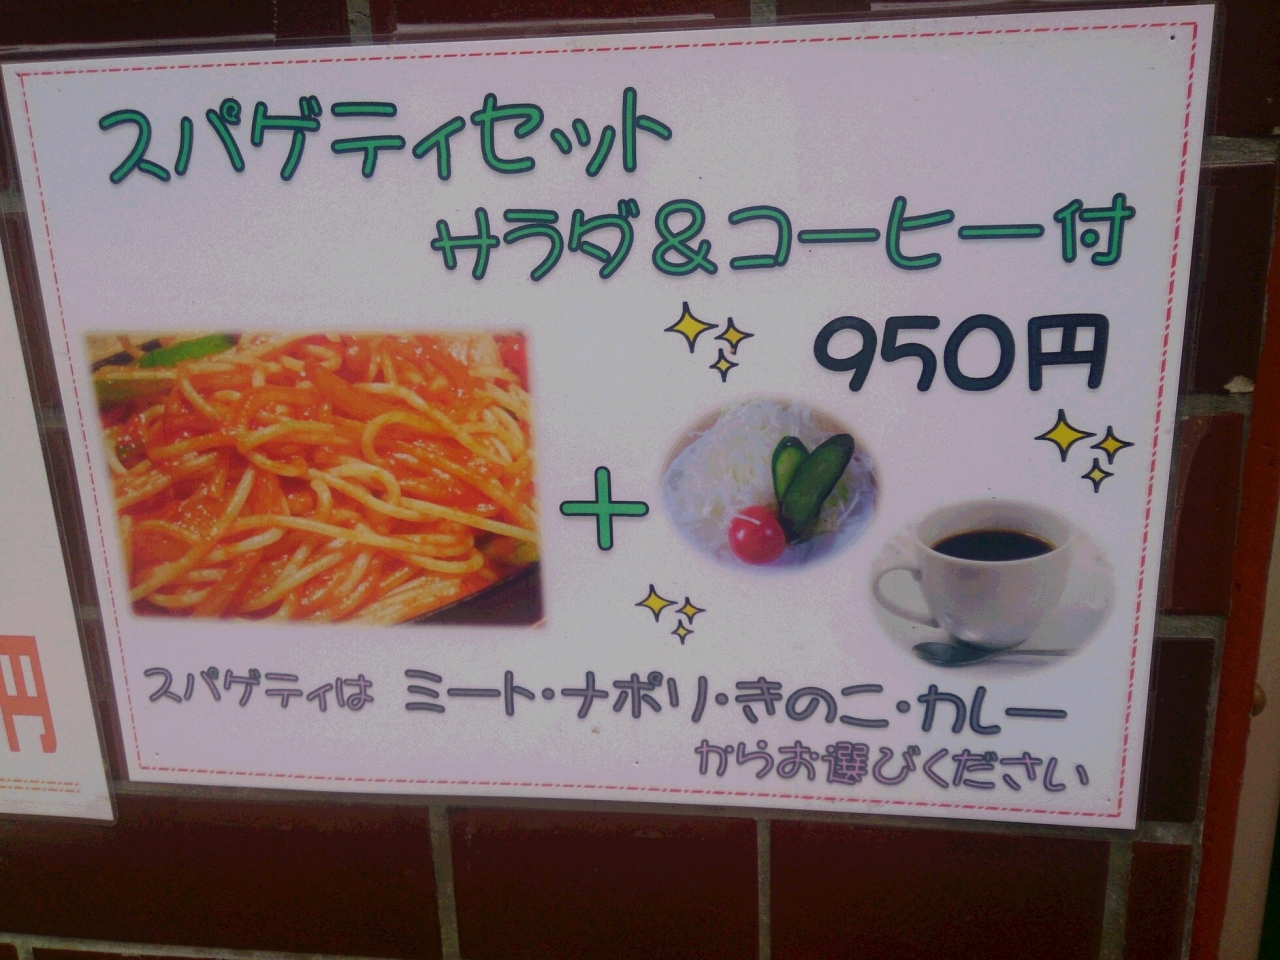 スパゲティセット
サラダ&コーヒー付
950円
+
スパゲティは ミート・ナポリ・きのこ・カレー
からお選びください
円